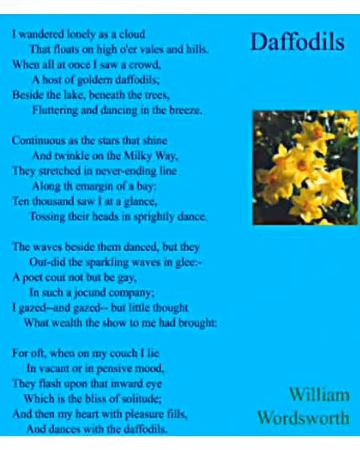 I wandered lonely as a cloud
That floats on high o'er vales and hills.
When all at once I saw a crowd,
A host of goldern daffodils;
Beside the lake, beneath the trees,
Fluttering and dancing in the breeze.
Continuous as the stars that shine
And twinkle on the Milky Way,
They stretched in never-ending line
Along th emargin of a bay:
Ten thousand saw I at a glance,
Tossing their heads in sprightly dance.
The waves beside them danced, but they
Out-did the sparkling waves in glee:-
A poet cout not but be gay,
In such a jocund company;
I gazed--and gazed-- but little thought
What wealth the show to me had brought:
For oft, when on my couch I lie
In vacant or in pensive mood,
They flash upon that inward eye
Which is the bliss of solitude;
And then my heart with pleasure fills,
And dances with the daffodils.
Daffodils
William
Wordsworth